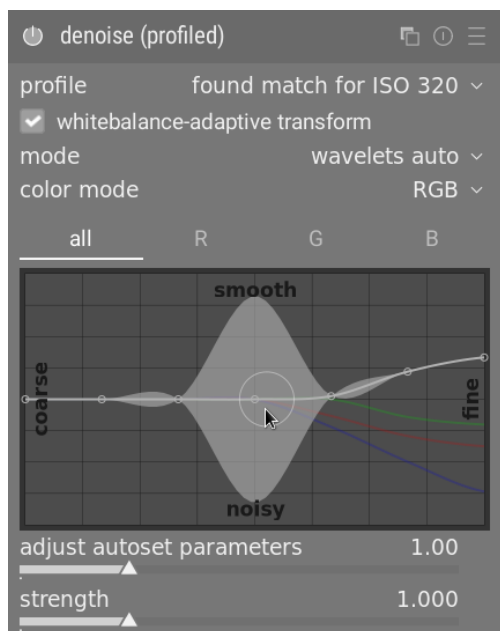 denoise (profiled)
profile found match for ISO 320
whitebalance-adaptive transform
mode wavelets auto
color mode RGB
all R G B
smooth
coarse
fine
noisy
adjust autoset parameters 1.00
strength 1.000